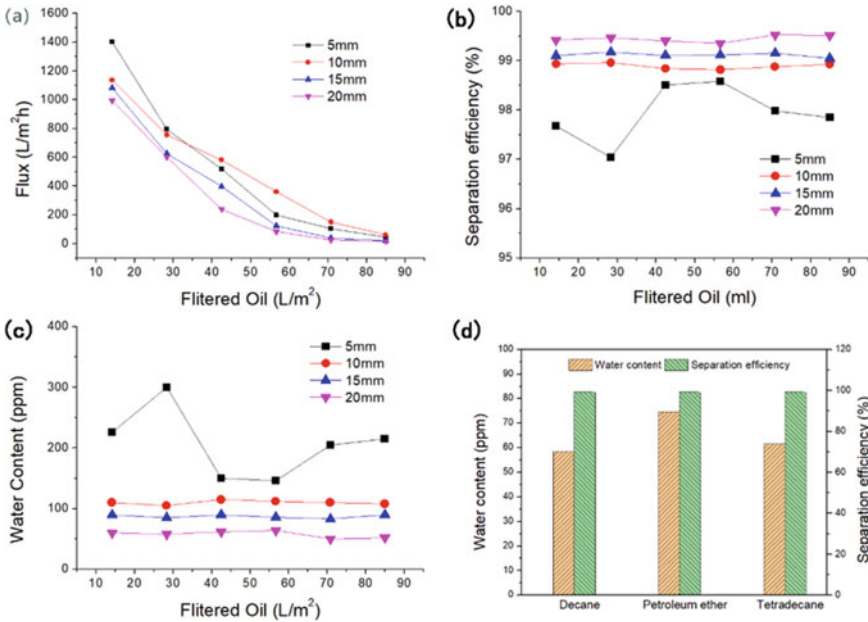 (a)
1600
1400
1200
1000
800
600
400
200
0
Flux (L/m²h)
5mm
10mm
15mm
20mm
10 20 30 40 50 60 70 80 90
Flitered Oil (L/m²)
(b)
100
99
98
97
96
95
Separation efficiency (%)
5mm
10mm
15mm
20mm
10 20 30 40 50 60 70 80 90
Flitered Oil (ml)
(c)
400
300
200
100
0
Water Content (ppm)
5mm
10mm
15mm
20mm
10 20 30 40 50 60 70 80 90
Flitered Oil (L/m²)
(d)
100
90
80
70
60
50
40
30
20
10
0
Water content (ppm)
Water content Separation efficiency
120
100
80
60
40
20
0
Separation efficiency (%)
Decane Petroleum ether Tetradecane